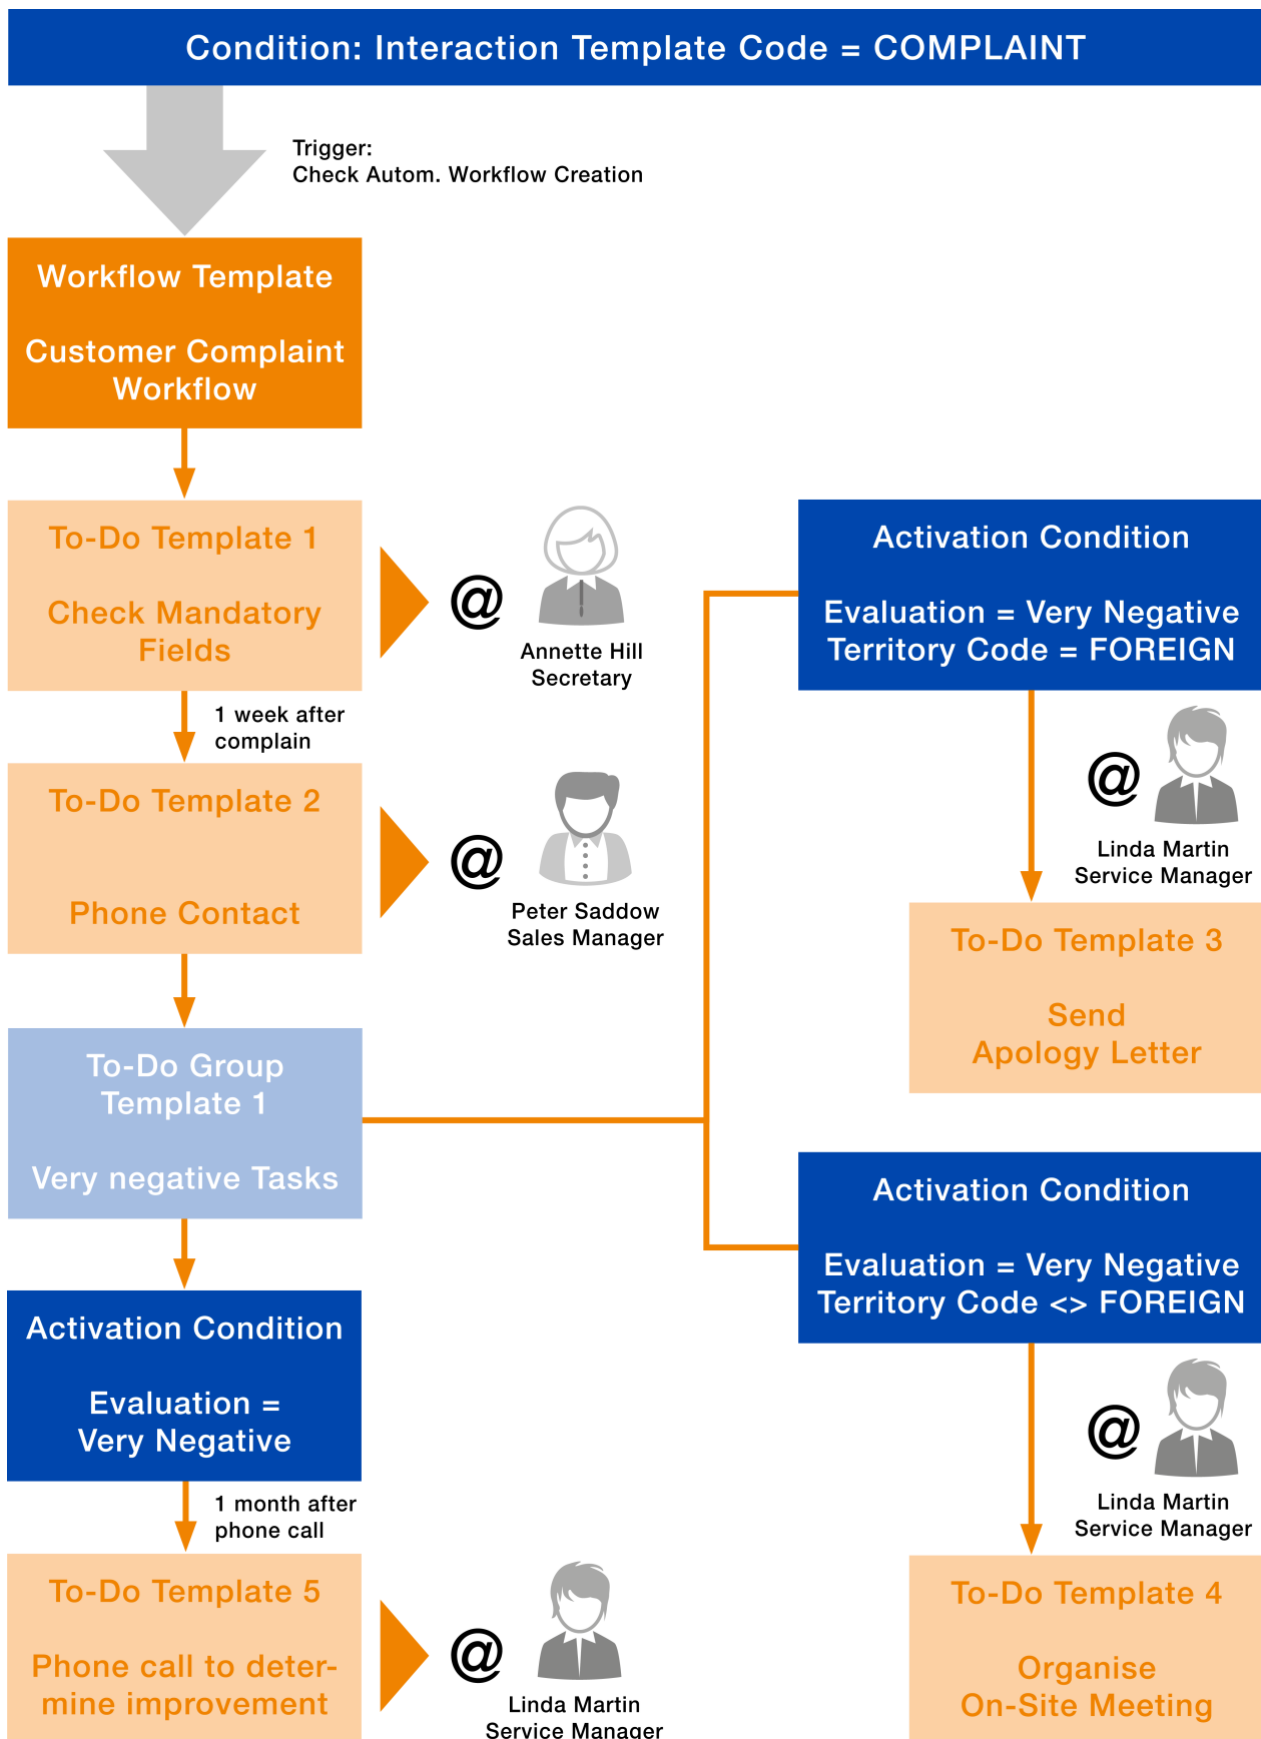 Condition: Interaction Template Code = COMPLAINT
Trigger:
Check Autom. Workflow Creation
Workflow Template
Customer Complaint
Workflow
To-Do Template 1
Check Mandatory
Fields
@
Annette Hill
Secretary
1 week after
complain
To-Do Template 2
Phone Contact
@
Peter Saddow
Sales Manager
To-Do Group
Template 1
Very negative Tasks
Activation Condition
Evaluation = Very Negative
Territory Code = FOREIGN
@
Linda Martin
Service Manager
To-Do Template 3
Send
Apology Letter
Activation Condition
Evaluation = Very Negative
Territory Code <> FOREIGN
@
Linda Martin
Service Manager
To-Do Template 4
Organise
On-Site Meeting
Activation Condition
Evaluation =
Very Negative
1 month after
phone call
To-Do Template 5
Phone call to deter-
mine improvement
@
Linda Martin
Service Manager